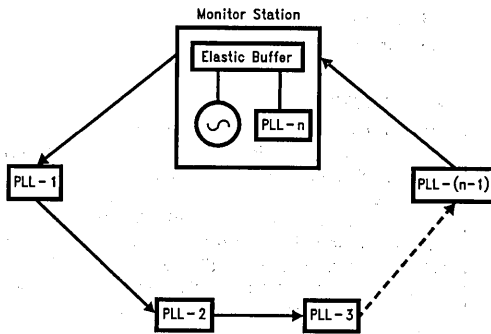 Monitor Station
Elastic Buffer
PLL-n
PLL-1
PLL-(n-1)
PLL-2
PLL-3